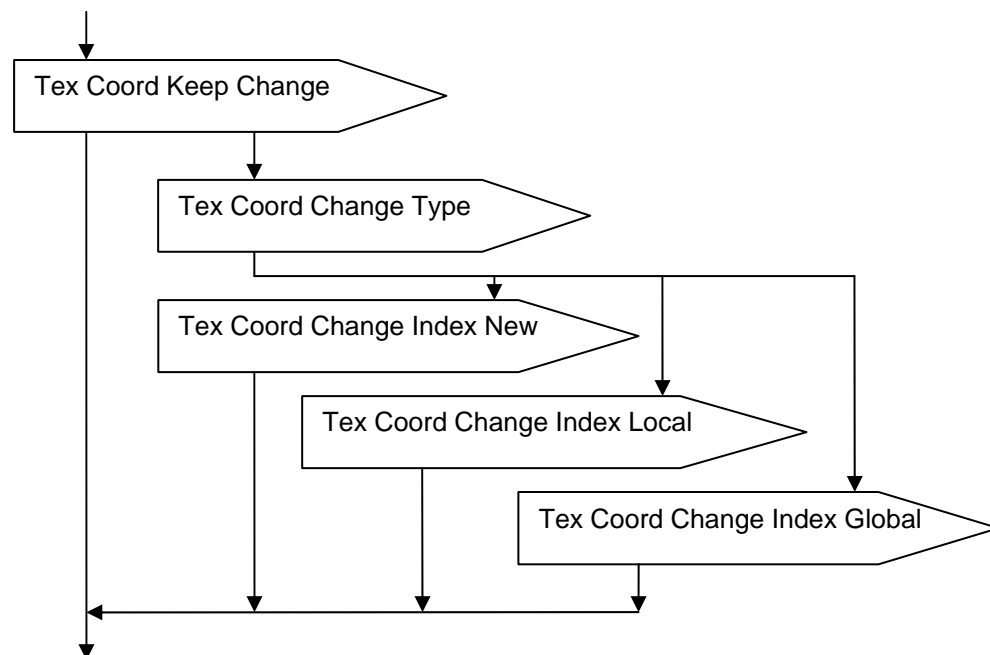 Tex Coord Keep Change
Tex Coord Change Type
Tex Coord Change Index New
Tex Coord Change Index Local
Tex Coord Change Index Global